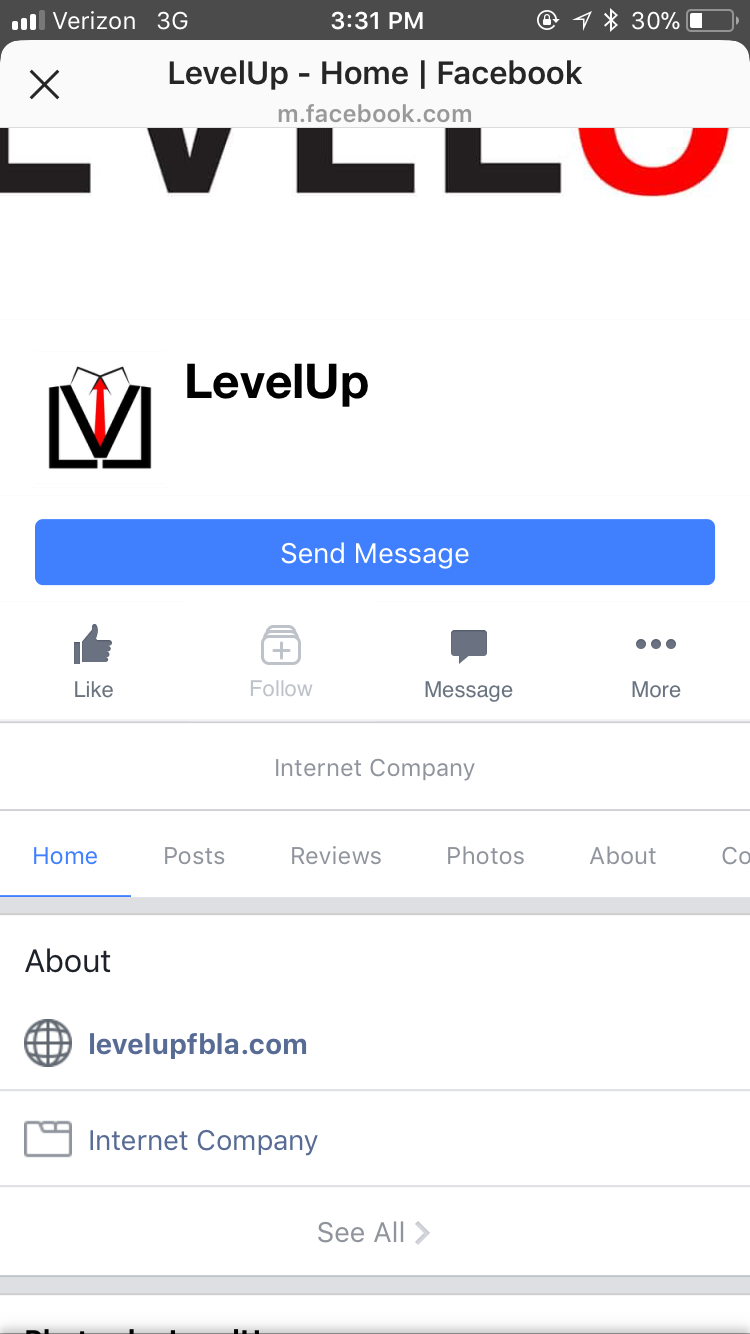 Verizon 3G 3:31 PM 30%
LevelUp - Home | Facebook
m.facebook.com
EVELU
LevelUp
Send Message
Like Follow Message More
Internet Company
Home Posts Reviews Photos About Co
About
levelupfbla.com
Internet Company
See All